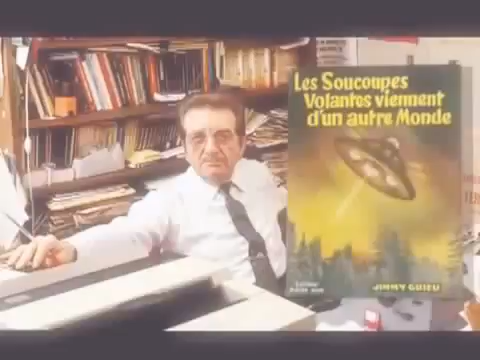 Les Soucoupes
Volantes viennent
d'un autre Monde
JIMMY GUIEU